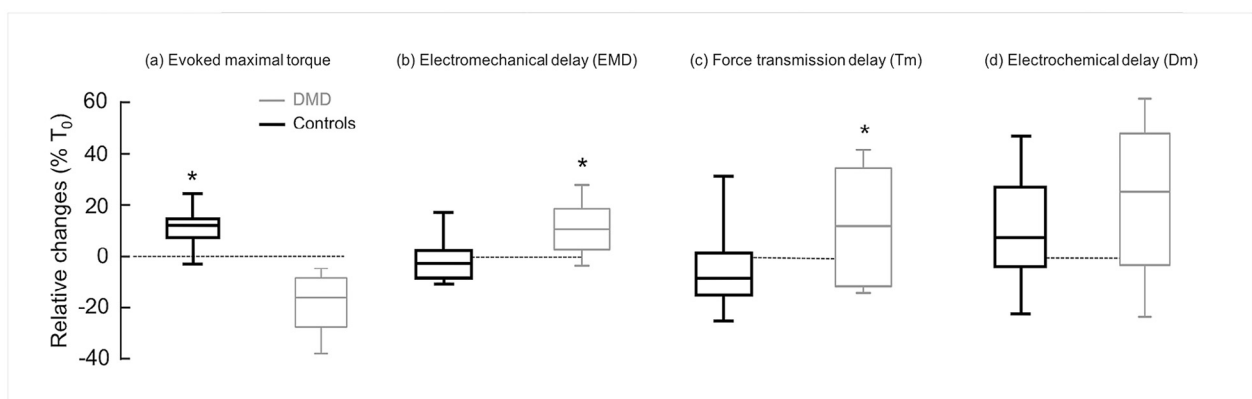 (a) Evoked maximal torque
(b) Electromechanical delay (EMD)
(c) Force transmission delay (Tm)
(d) Electrochemical delay (Dm)
Relative changes (% T₀)
60
40
20
0
-20
-40
DMD
Controls
*
*
*